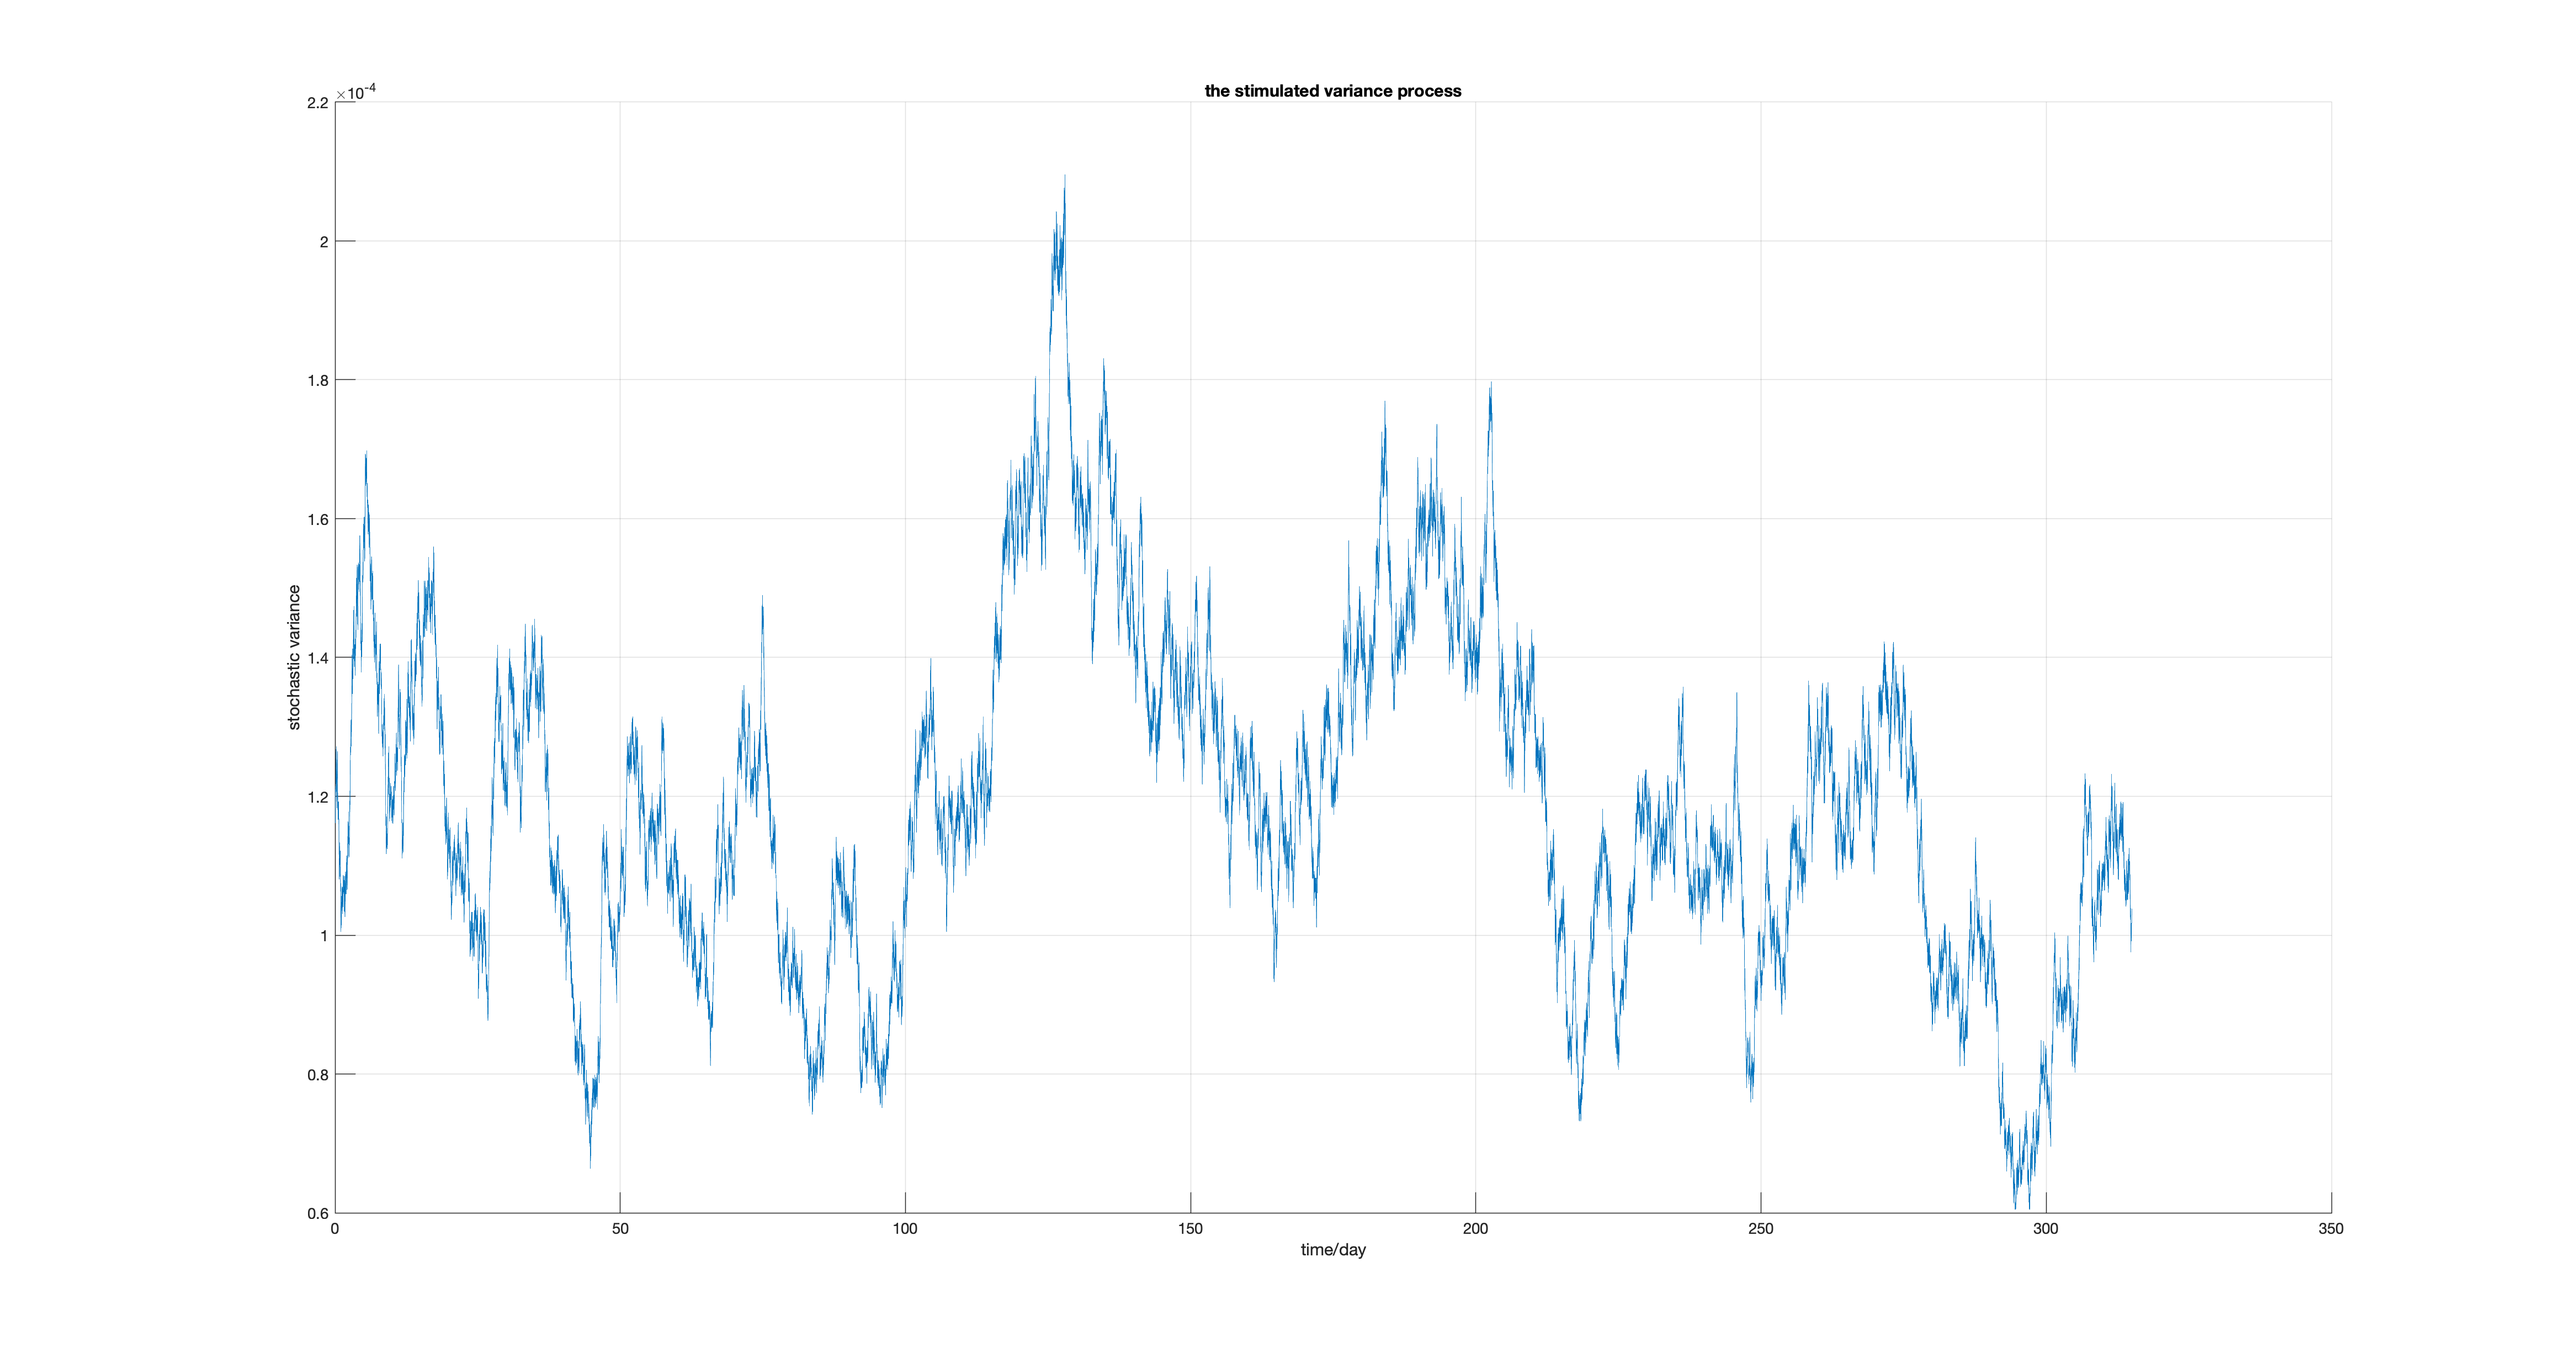 the stimulated variance process
×10-4
2.2
2
1.8
1.6
1.4
1.2
1
0.8
0.6
stochastic variance
0 50 100 150 200 250 300 350
time/day